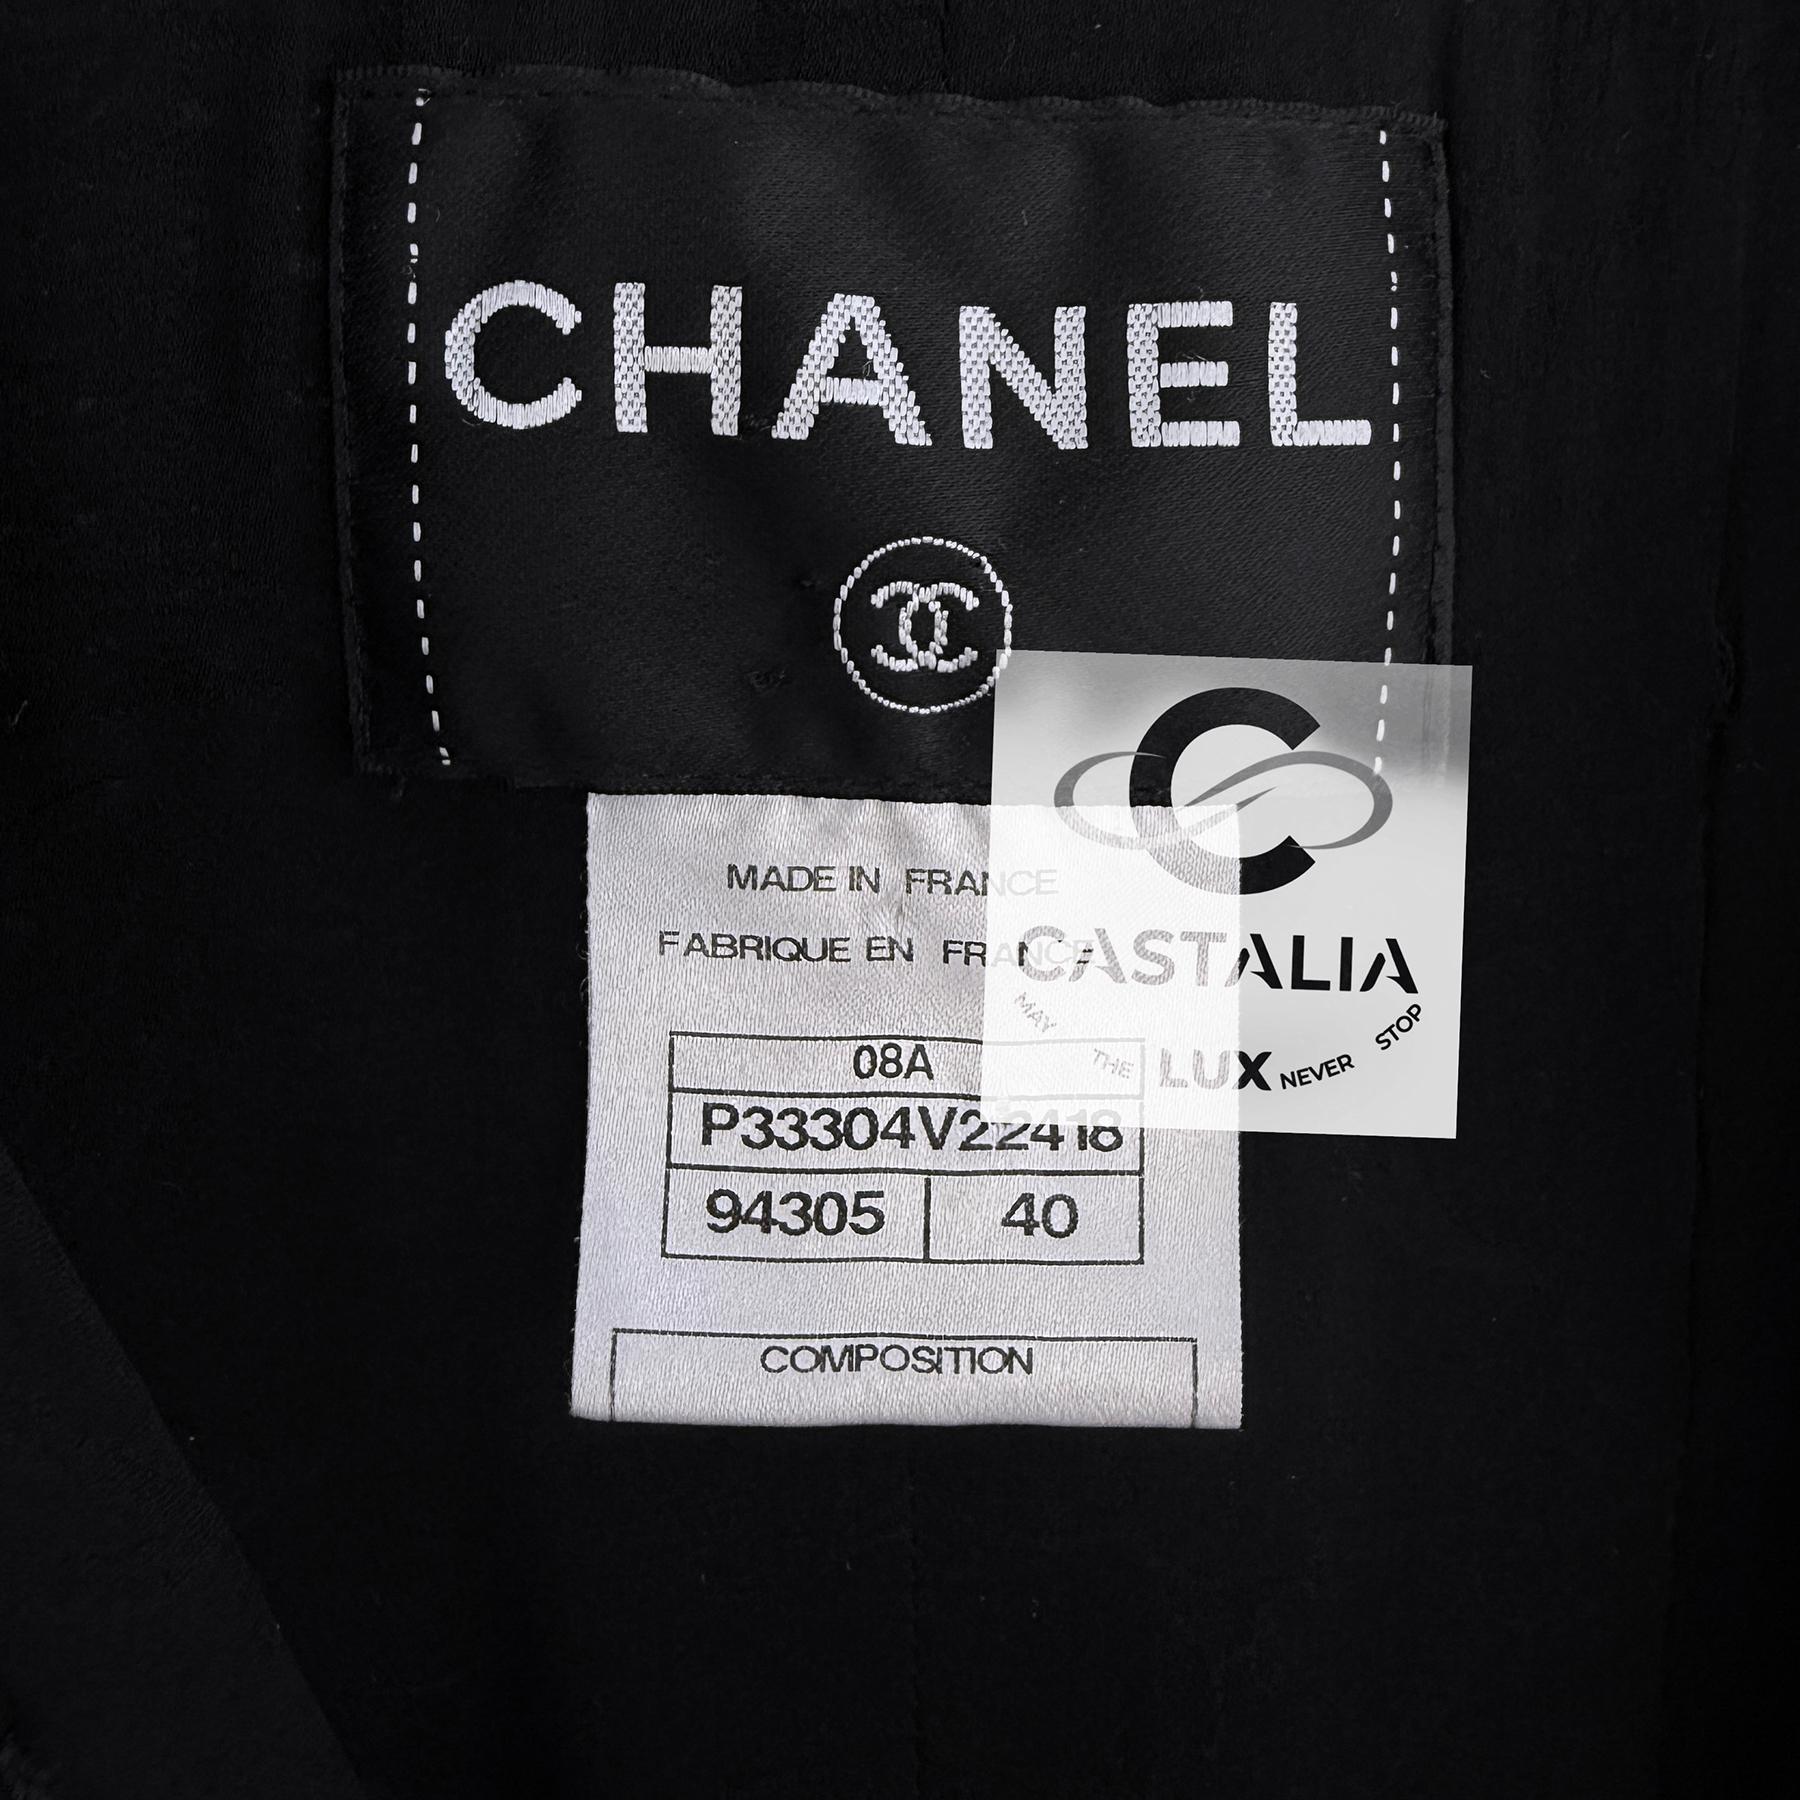 CHANEL
MADE IN FRANCE
FABRIQUE EN FRANCE
08A
P33304V22418
94305 40
COMPOSITION
C
CASTALIA
MAY THE LUX NEVER STOP